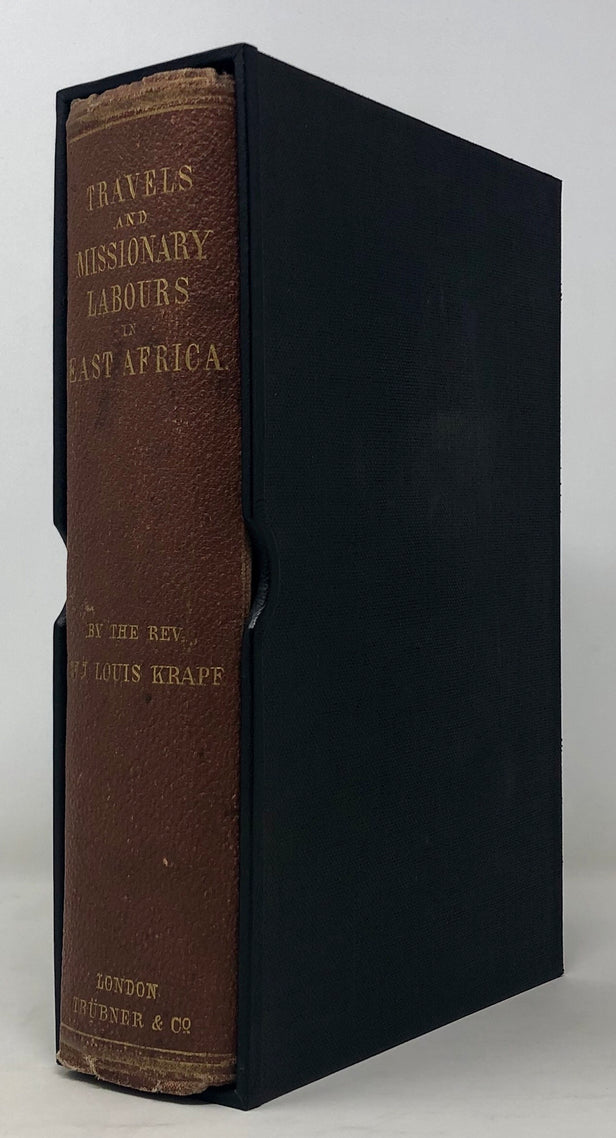 TRAVELS
AND
MISSIONARY
LABOURS
IN
EAST AFRICA.
BY THE REV.
J LOUIS KRAPF
LONDON
TRÜBNER & Cº